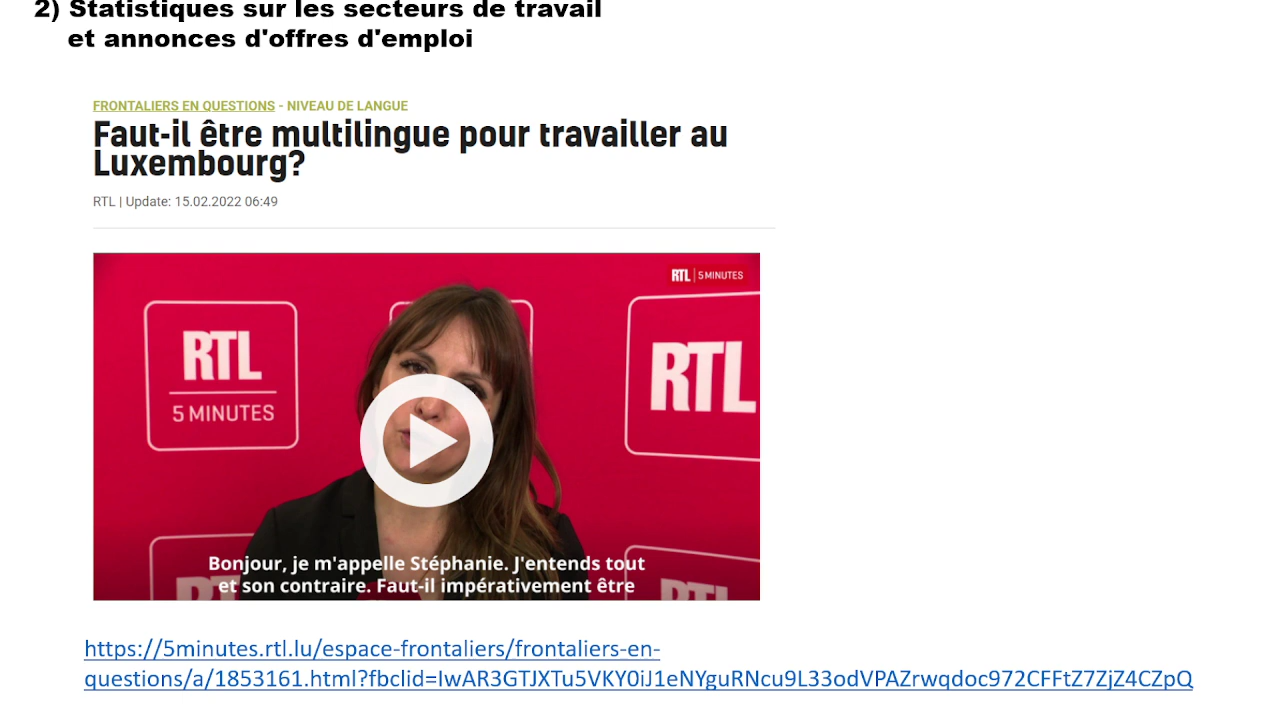 2) Statistiques sur les secteurs de travail
et annonces d'offres d'emploi
FRONTALIERS EN QUESTIONS - NIVEAU DE LANGUE
Faut-il être multilingue pour travailler au
Luxembourg?
RTL | Update: 15.02.2022 06:49
RTL | 5 MINUTES
RTL
5 MINUTES
RTL
Bonjour, je m'appelle Stéphanie. J'entends tout
et son contraire. Faut-il impérativement être
RTL
RTL
https://5minutes.rtl.lu/espace-frontaliers/frontaliers-en-
questions/a/1853161.html?fbclid=IwAR3GTJXTu5VKY0iJ1eNYguRNcu9L33odVPAZrwqdoc972CFFtZ7ZjZ4CZpQ